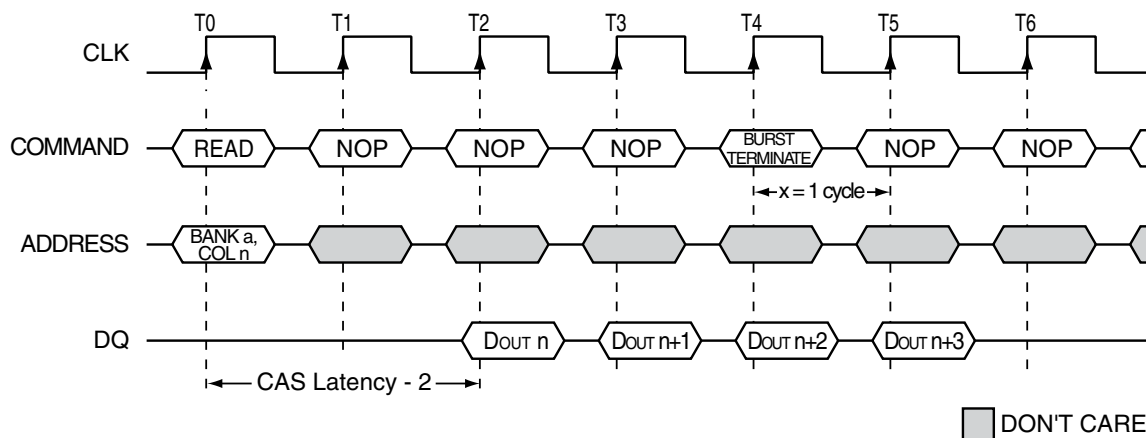 T0 T1 T2 T3 T4 T5 T6
CLK
COMMAND READ NOP NOP NOP BURST TERMINATE NOP NOP
x = 1 cycle
ADDRESS BANK a, COL n
DQ DOUT n DOUT n+1 DOUT n+2 DOUT n+3
CAS Latency - 2
DON'T CARE